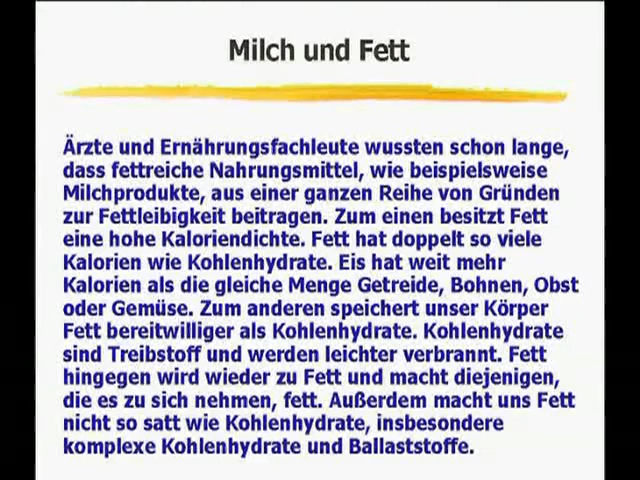 Milch und Fett
Ärzte und Ernährungsfachleute wussten schon lange,
dass fettreiche Nahrungsmittel, wie beispielsweise
Milchprodukte, aus einer ganzen Reihe von Gründen
zur Fettleibigkeit beitragen. Zum einen besitzt Fett
eine hohe Kaloriendichte. Fett hat doppelt so viele
Kalorien wie Kohlenhydrate. Eis hat weit mehr
Kalorien als die gleiche Menge Getreide, Bohnen, Obst
oder Gemüse. Zum anderen speichert unser Körper
Fett bereitwilliger als Kohlenhydrate. Kohlenhydrate
sind Treibstoff und werden leichter verbrannt. Fett
hingegen wird wieder zu Fett und macht diejenigen,
die es zu sich nehmen, fett. Außerdem macht uns Fett
nicht so satt wie Kohlenhydrate, insbesondere
komplexe Kohlenhydrate und Ballaststoffe.